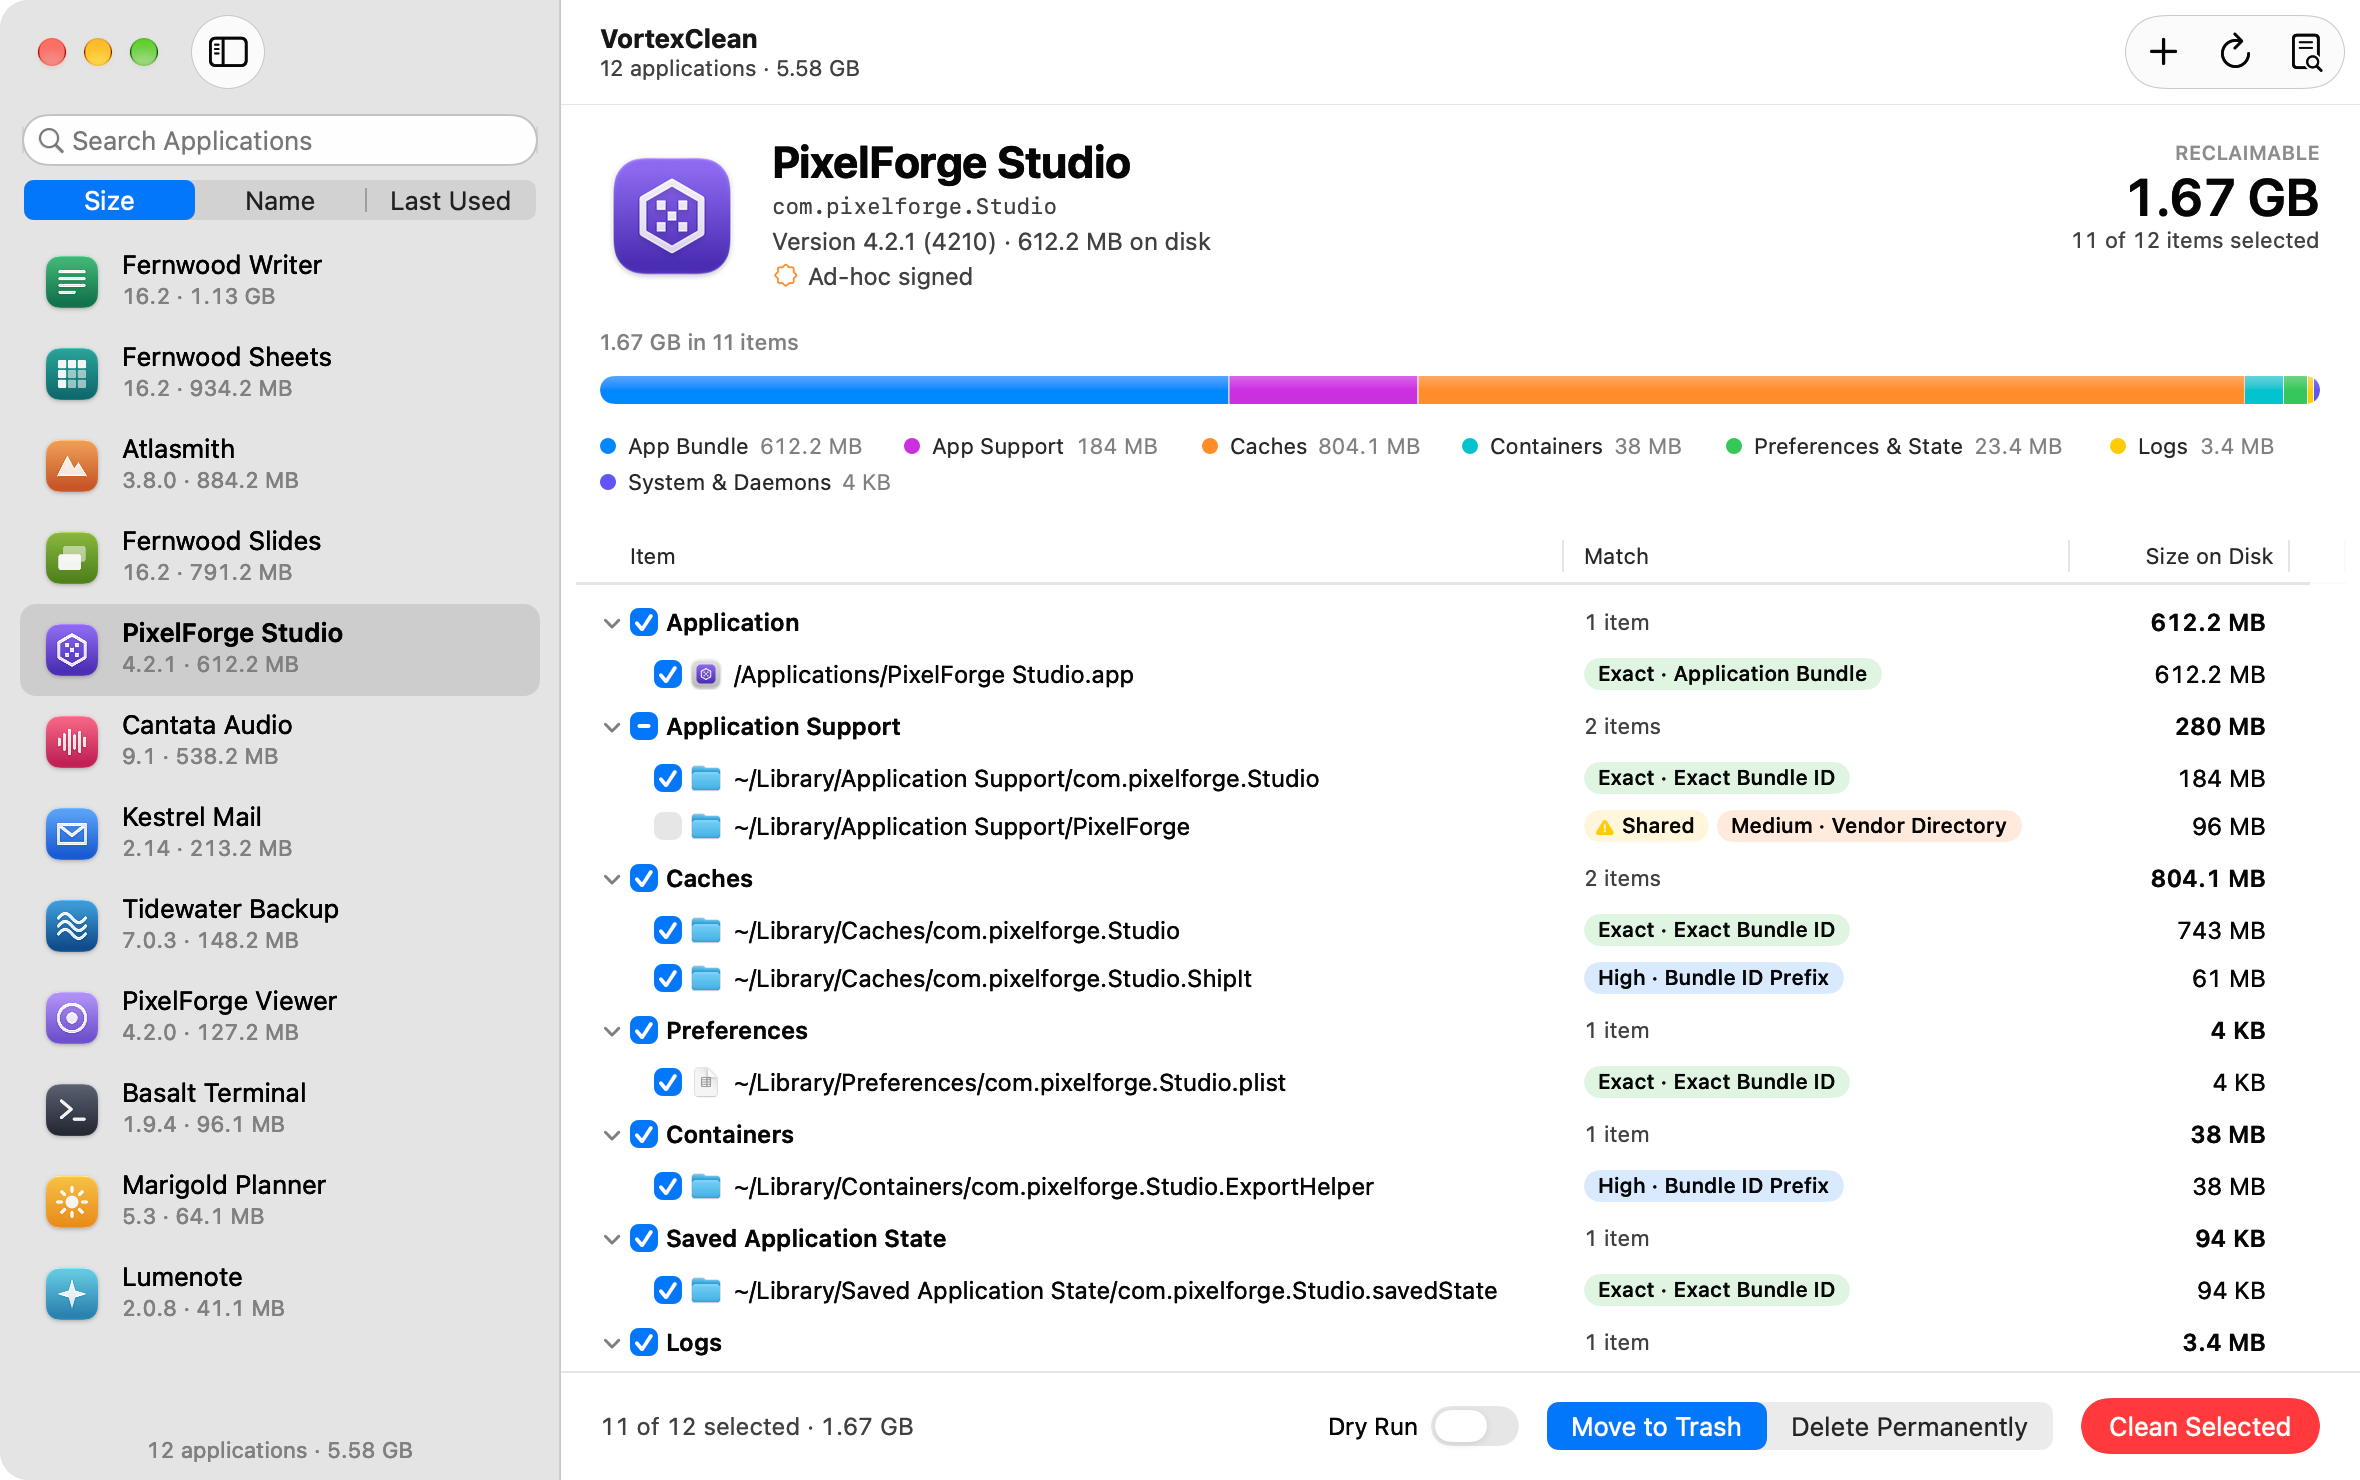 VortexClean
12 applications · 5.58 GB
Search Applications
Size Name Last Used
Fernwood Writer
16.2 · 1.13 GB
Fernwood Sheets
16.2 · 934.2 MB
Atlasmith
3.8.0 · 884.2 MB
Fernwood Slides
16.2 · 791.2 MB
PixelForge Studio
4.2.1 · 612.2 MB
Cantata Audio
9.1 · 538.2 MB
Kestrel Mail
2.14 · 213.2 MB
Tidewater Backup
7.0.3 · 148.2 MB
PixelForge Viewer
4.2.0 · 127.2 MB
Basalt Terminal
1.9.4 · 96.1 MB
Marigold Planner
5.3 · 64.1 MB
Lumenote
2.0.8 · 41.1 MB
12 applications · 5.58 GB
PixelForge Studio
com.pixelforge.Studio
Version 4.2.1 (4210) · 612.2 MB on disk
Ad-hoc signed
RECLAIMABLE
1.67 GB
11 of 12 items selected
1.67 GB in 11 items
App Bundle 612.2 MB App Support 184 MB Caches 804.1 MB Containers 38 MB Preferences & State 23.4 MB Logs 3.4 MB
System & Daemons 4 KB
Item Match Size on Disk
Application 1 item 612.2 MB
/Applications/PixelForge Studio.app Exact · Application Bundle 612.2 MB
Application Support 2 items 280 MB
~/Library/Application Support/com.pixelforge.Studio Exact · Exact Bundle ID 184 MB
~/Library/Application Support/PixelForge Shared Medium · Vendor Directory 96 MB
Caches 2 items 804.1 MB
~/Library/Caches/com.pixelforge.Studio Exact · Exact Bundle ID 743 MB
~/Library/Caches/com.pixelforge.Studio.ShipIt High · Bundle ID Prefix 61 MB
Preferences 1 item 4 KB
~/Library/Preferences/com.pixelforge.Studio.plist Exact · Exact Bundle ID 4 KB
Containers 1 item 38 MB
~/Library/Containers/com.pixelforge.Studio.ExportHelper High · Bundle ID Prefix 38 MB
Saved Application State 1 item 94 KB
~/Library/Saved Application State/com.pixelforge.Studio.savedState Exact · Exact Bundle ID 94 KB
Logs 1 item 3.4 MB
11 of 12 selected · 1.67 GB Dry Run Move to Trash Delete Permanently Clean Selected